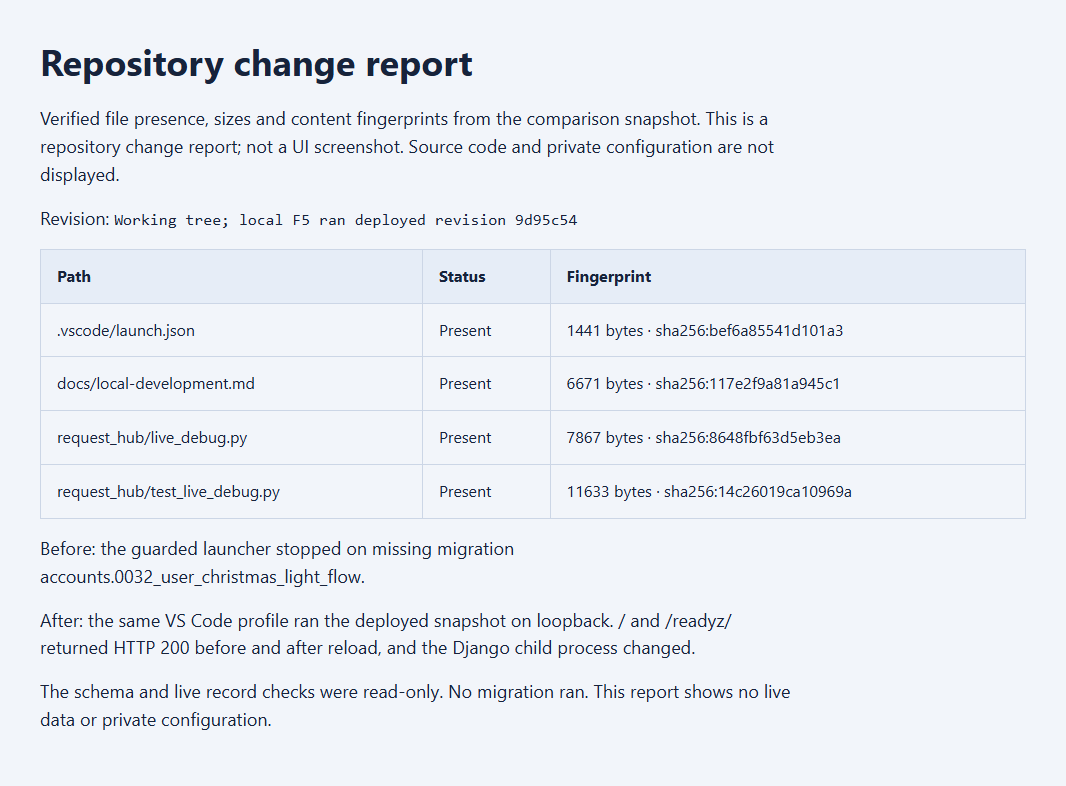 Repository change report
Verified file presence, sizes and content fingerprints from the comparison snapshot. This is a
repository change report; not a UI screenshot. Source code and private configuration are not
displayed.
Revision: Working tree; local F5 ran deployed revision 9d95c54
Path Status Fingerprint
.vscode/launch.json Present 1441 bytes · sha256:bef6a85541d101a3
docs/local-development.md Present 6671 bytes · sha256:117e2f9a81a945c1
request_hub/live_debug.py Present 7867 bytes · sha256:8648fbf63d5eb3ea
request_hub/test_live_debug.py Present 11633 bytes · sha256:14c26019ca10969a
Before: the guarded launcher stopped on missing migration
accounts.0032_user_christmas_light_flow.
After: the same VS Code profile ran the deployed snapshot on loopback. / and /readyz/
returned HTTP 200 before and after reload, and the Django child process changed.
The schema and live record checks were read-only. No migration ran. This report shows no live
data or private configuration.